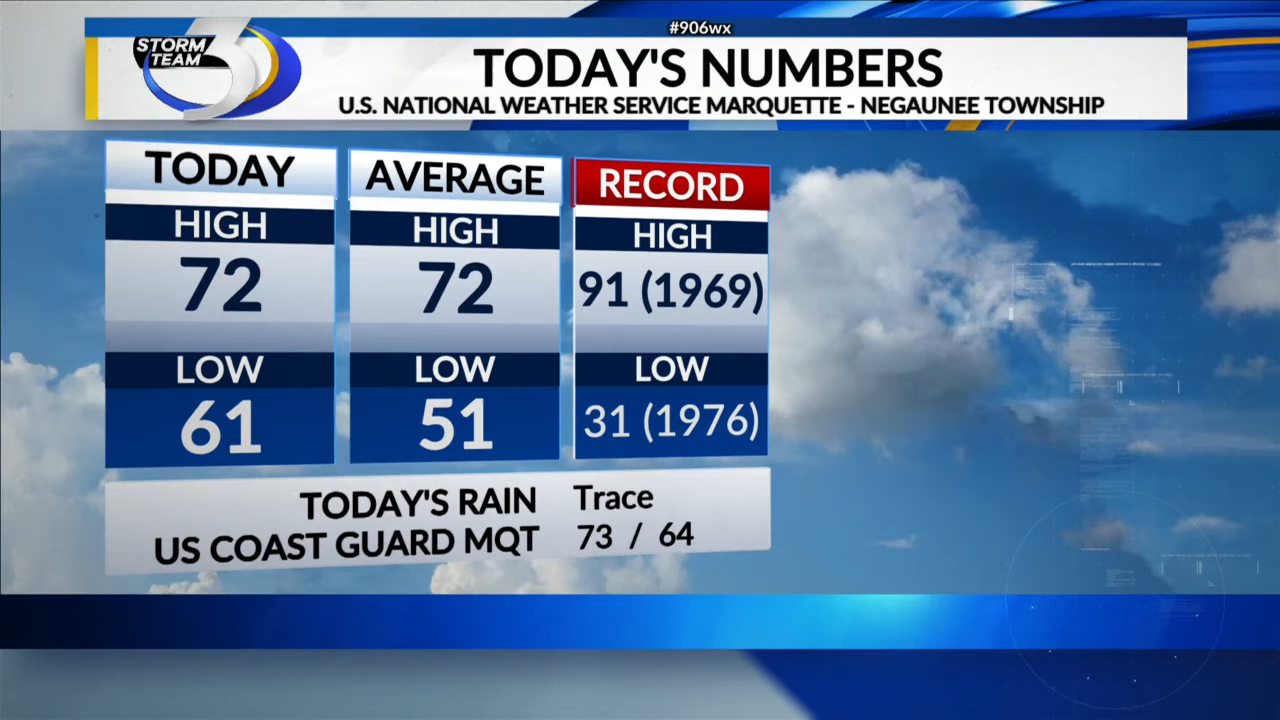 #906wx
STORM
TEAM
3
TODAY'S NUMBERS
U.S. NATIONAL WEATHER SERVICE MARQUETTE - NEGAUNEE TOWNSHIP
TODAY
HIGH
72
LOW
61
AVERAGE
HIGH
72
LOW
51
RECORD
HIGH
91 (1969)
LOW
31 (1976)
TODAY'S RAIN Trace
US COAST GUARD MQT 73 / 64